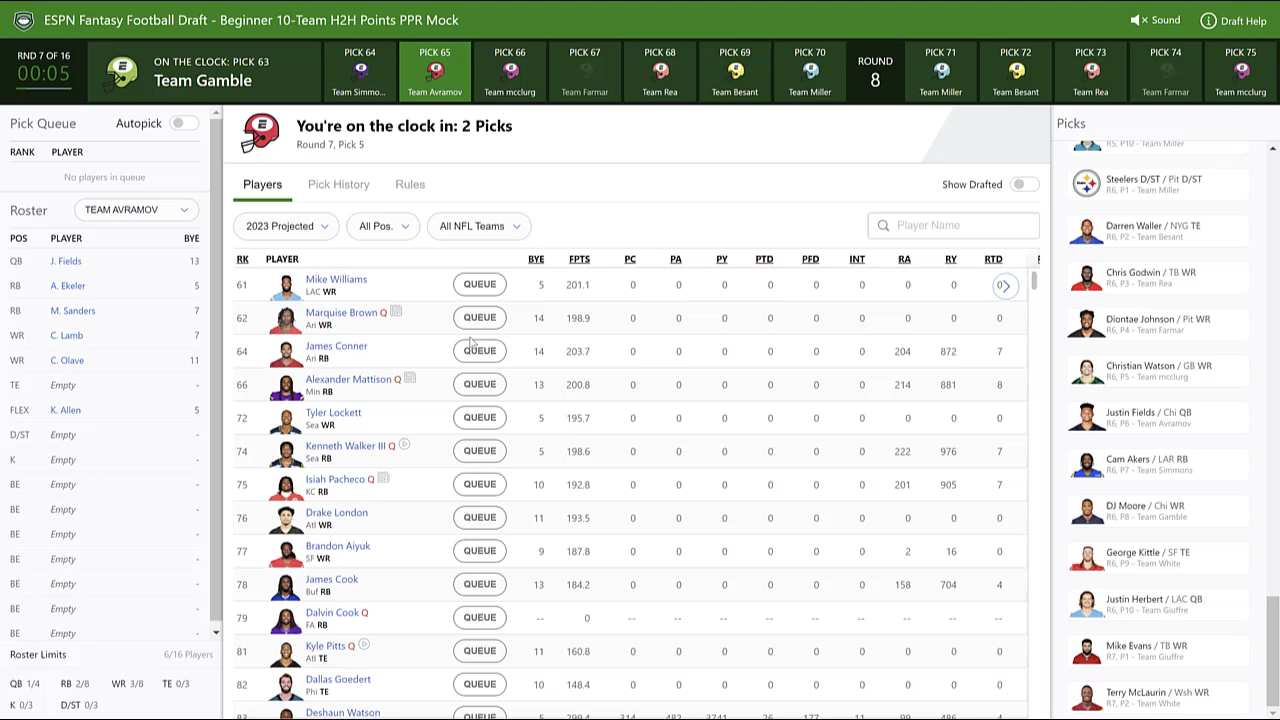 ESPN Fantasy Football Draft - Beginner 10-Team H2H Points PPR Mock
Sound
Draft Help
RND 7 OF 16
00:05
ON THE CLOCK: PICK 63
Team Gamble
PICK 64
Team Simmo...
PICK 65
Team Avramov
PICK 66
Team mcclurg
PICK 67
Team Farmar
PICK 68
Team Rea
PICK 69
Team Besant
PICK 70
Team Miller
ROUND
8
PICK 71
Team Miller
PICK 72
Team Besant
PICK 73
Team Rea
PICK 74
Team Farmar
PICK 75
Team mcclurg
Pick Queue
Autopick
RANK PLAYER
No players in queue
Roster
TEAM AVRAMOV
POS PLAYER BYE
QB J. Fields 13
RB A. Ekeler 5
RB M. Sanders 7
WR C. Lamb 7
WR C. Olave 11
TE Empty -
FLEX K. Allen 5
D/ST Empty -
K Empty -
BE Empty -
BE Empty -
BE Empty -
BE Empty -
BE Empty -
BE Empty -
Roster Limits 6/16 Players
QB 1/4 RB 2/8 WR 3/8 TE 0/3
K 0/3 D/ST 0/3
You're on the clock in: 2 Picks
Round 7, Pick 5
Players Pick History Rules
Show Drafted
2023 Projected All Pos. All NFL Teams
Player Name
RK PLAYER BYE FPTS PC PA PY PTD PFD INT RA RY RTD
61 Mike Williams LAC WR QUEUE 5 201.1 0 0 0 0 0 0 0 0 0
62 Marquise Brown Q Ari WR QUEUE 14 198.9 0 0 0 0 0 0 0 0 0
64 James Conner Ari RB QUEUE 14 203.7 0 0 0 0 0 0 204 872 7
66 Alexander Mattison Q Min RB QUEUE 13 200.8 0 0 0 0 0 0 214 881 8
72 Tyler Lockett Sea WR QUEUE 5 195.7 0 0 0 0 0 0 0 0 0
74 Kenneth Walker III Q Sea RB QUEUE 5 198.6 0 0 0 0 0 0 222 976 7
75 Isiah Pacheco Q KC RB QUEUE 10 192.8 0 0 0 0 0 0 201 905 7
76 Drake London Atl WR QUEUE 11 193.5 0 0 0 0 0 0 0 0 0
77 Brandon Aiyuk SF WR QUEUE 9 187.8 0 0 0 0 0 0 2 16 0
78 James Cook Buf RB QUEUE 13 184.2 0 0 0 0 0 0 158 704 4
79 Dalvin Cook Q FA RB QUEUE -- 0 -- -- -- -- -- -- -- -- --
81 Kyle Pitts Q Atl TE QUEUE 11 160.8 0 0 0 0 0 0 0 0 0
82 Dallas Goedert Phi TE QUEUE 10 148.4 0 0 0 0 0 0 0 0 0
83 Deshaun Watson QUEUE 5 299.4 314 482 3741 26 177 11 99 486 4
Picks
R5, P10 - Team Miller
Steelers D/ST / Pit D/ST
R6, P1 - Team Miller
Darren Waller / NYG TE
R6, P2 - Team Besant
Chris Godwin / TB WR
R6, P3 - Team Rea
Diontae Johnson / Pit WR
R6, P4 - Team Farmar
Christian Watson / GB WR
R6, P5 - Team mcclurg
Justin Fields / Chi QB
R6, P6 - Team Avramov
Cam Akers / LAR RB
R6, P7 - Team Simmons
DJ Moore / Chi WR
R6, P8 - Team Gamble
George Kittle / SF TE
R6, P9 - Team White
Justin Herbert / LAC QB
R6, P10 - Team Giuffre
Mike Evans / TB WR
R7, P1 - Team Giuffre
Terry McLaurin / Wsh WR
R7, P2 - Team White